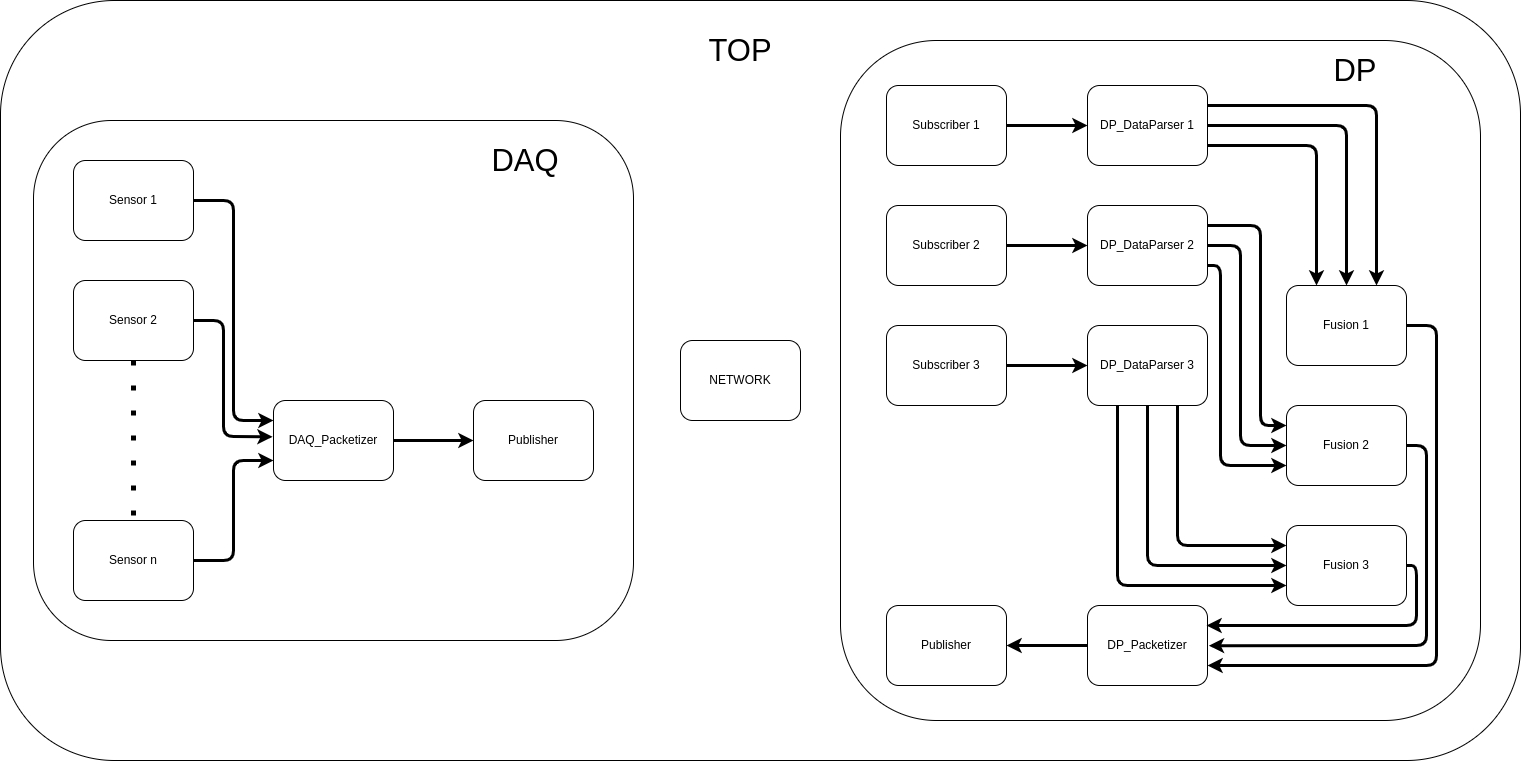 TOP
DAQ
Sensor 1
Sensor 2
DAQ_Packetizer
Publisher
Sensor n
NETWORK
DP
Subscriber 1
DP_DataParser 1
Subscriber 2
DP_DataParser 2
Subscriber 3
DP_DataParser 3
Fusion 1
Fusion 2
Fusion 3
Publisher
DP_Packetizer